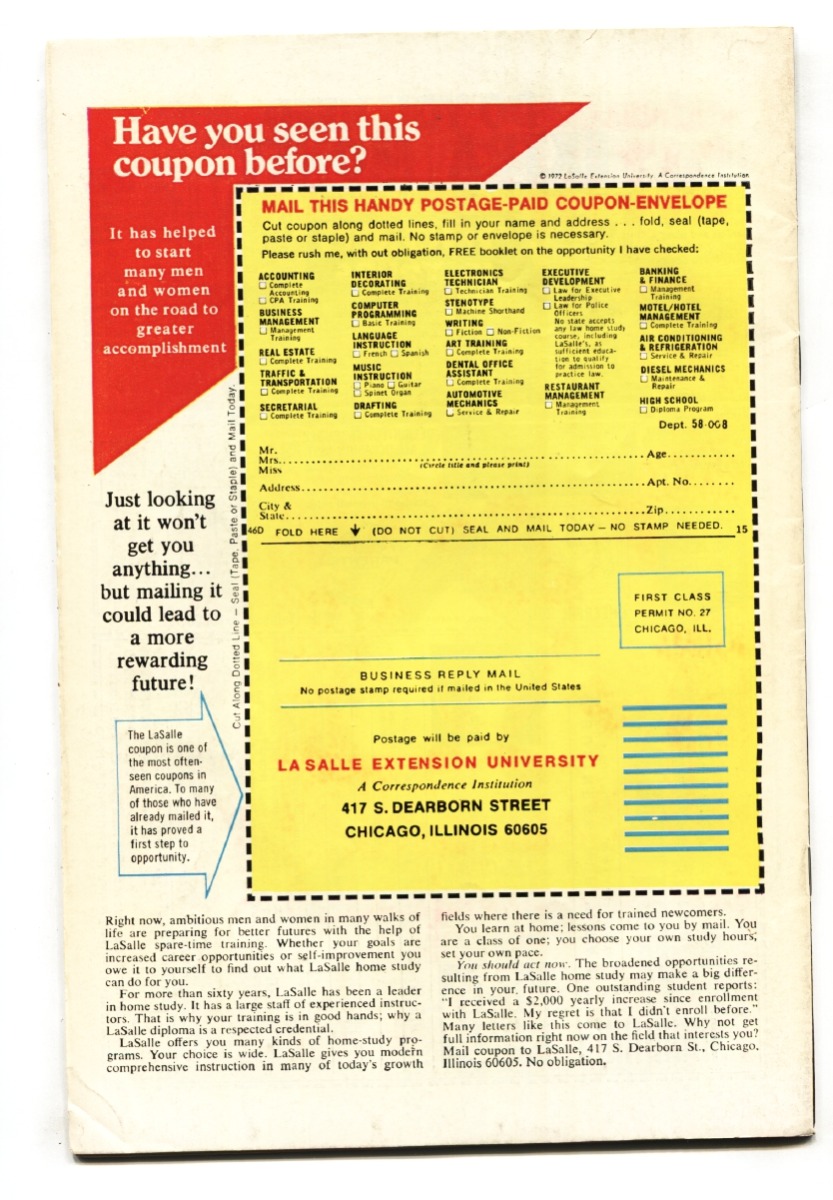 Have you seen this
coupon before?
© 1972 LaSalle Extension University A Correspondence Institution
It has helped
to start
many men
and women
on the road to
greater
accomplishment
Just looking
at it won't
get you
anything...
but mailing it
could lead to
a more
rewarding
future!
The LaSalle
coupon is one of
the most often-
seen coupons in
America. To many
of those who have
already mailed it,
it has proved a
first step to
opportunity.
Cut Along Dotted Line — Seal (Tape, Paste or Staple) and Mail Today.
MAIL THIS HANDY POSTAGE-PAID COUPON-ENVELOPE
Cut coupon along dotted lines, fill in your name and address . . . fold, seal (tape,
paste or staple) and mail. No stamp or envelope is necessary.
Please rush me, with out obligation, FREE booklet on the opportunity I have checked:
ACCOUNTING
Complete
Accounting
CPA Training
BUSINESS
MANAGEMENT
Management
Training
REAL ESTATE
Complete Training
TRAFFIC &
TRANSPORTATION
Complete Training
SECRETARIAL
Complete Training
INTERIOR
DECORATING
Complete Training
COMPUTER
PROGRAMMING
Basic Training
LANGUAGE
INSTRUCTION
French Spanish
MUSIC
INSTRUCTION
Piano Guitar
Spinet Organ
DRAFTING
Complete Training
ELECTRONICS
TECHNICIAN
Technician Training
STENOTYPE
Machine Shorthand
WRITING
Fiction Non-Fiction
ART TRAINING
Complete Training
DENTAL OFFICE
ASSISTANT
Complete Training
AUTOMOTIVE
MECHANICS
Service & Repair
EXECUTIVE
DEVELOPMENT
Law for Executive
Leadership
Law for Police
Officers
No state accepts
any law home study
course, including
LaSalle's, as
sufficient educa-
tion to qualify
for admission to
practice law.
RESTAURANT
MANAGEMENT
Management
Training
BANKING
& FINANCE
Management
Training
MOTEL/HOTEL
MANAGEMENT
Complete Training
AIR CONDITIONING
& REFRIGERATION
Service & Repair
DIESEL MECHANICS
Maintenance &
Repair
HIGH SCHOOL
Diploma Program
Dept. 58-008
Mr.
Mrs. Age
Miss (Circle title and please print)
Address Apt. No.
City &
State Zip
46D FOLD HERE (DO NOT CUT) SEAL AND MAIL TODAY — NO STAMP NEEDED. 15
FIRST CLASS
PERMIT NO. 27
CHICAGO, ILL.
BUSINESS REPLY MAIL
No postage stamp required if mailed in the United States
Postage will be paid by
LA SALLE EXTENSION UNIVERSITY
A Correspondence Institution
417 S. DEARBORN STREET
CHICAGO, ILLINOIS 60605
Right now, ambitious men and women in many walks of
life are preparing for better futures with the help of
LaSalle spare-time training. Whether your goals are
increased career opportunities or self-improvement you
owe it to yourself to find out what LaSalle home study
can do for you.
For more than sixty years, LaSalle has been a leader
in home study. It has a large staff of experienced instruc-
tors. That is why your training is in good hands; why a
LaSalle diploma is a respected credential.
LaSalle offers you many kinds of home-study pro-
grams. Your choice is wide. LaSalle gives you modern
comprehensive instruction in many of today's growth
fields where there is a need for trained newcomers.
You learn at home; lessons come to you by mail. You
are a class of one; you choose your own study hours,
set your own pace.
You should act now. The broadened opportunities re-
sulting from LaSalle home study may make a big differ-
ence in your future. One outstanding student reports:
"I received a $2,000 yearly increase since enrollment
with LaSalle. My regret is that I didn't enroll before."
Many letters like this come to LaSalle. Why not get
full information right now on the field that interests you?
Mail coupon to LaSalle, 417 S. Dearborn St., Chicago,
Illinois 60605. No obligation.